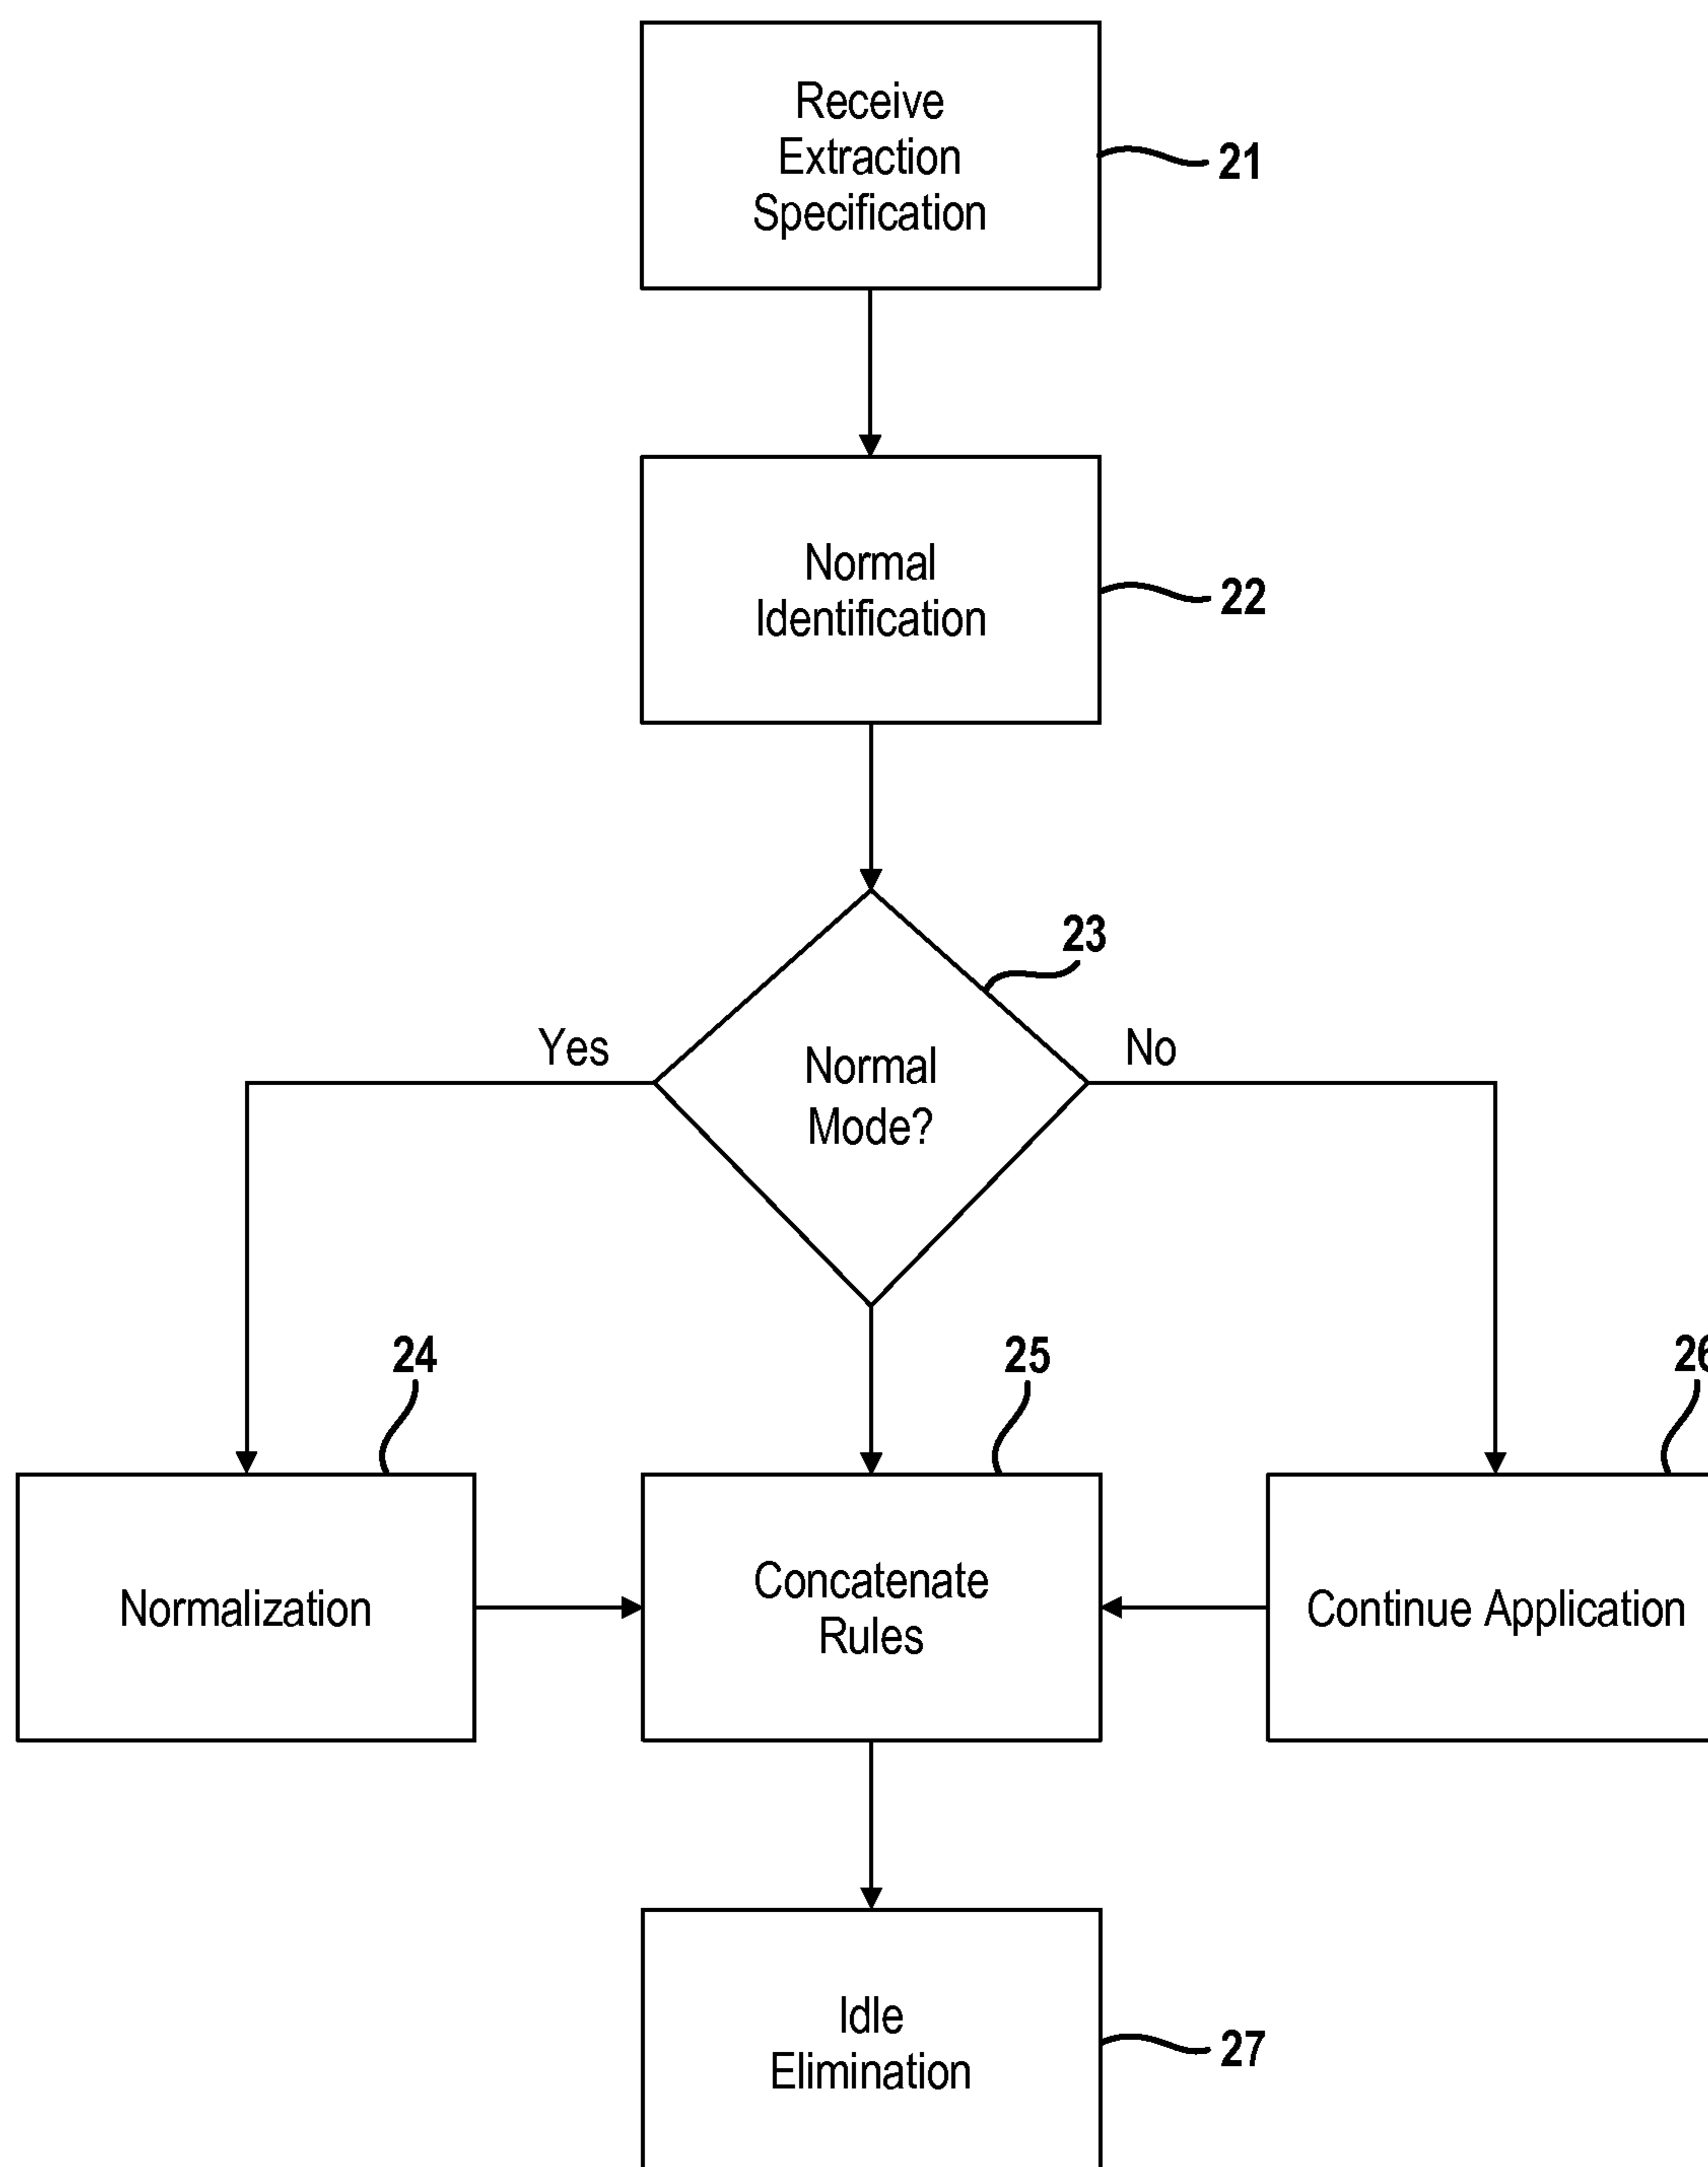 Receive
Extraction
Specification
21
Normal
Identification
22
23
Yes
No
Normal
Mode?
24
25
26
Normalization
Concatenate
Rules
Continue Application
Idle
Elimination
27